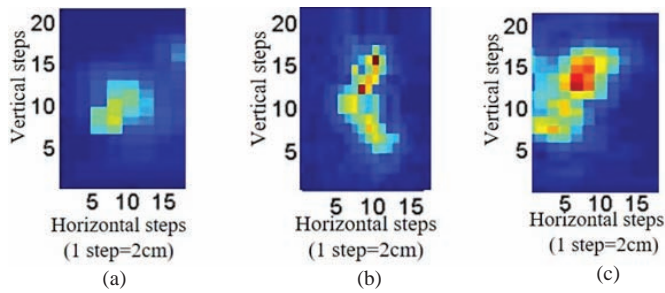 20
15
10
5
Vertical steps
5 10 15
Horizontal steps
(1 step=2cm)
(a)
20
15
10
5
Vertical steps
5 10 15
Horizontal steps
(1 step=2cm)
(b)
20
15
10
5
Vertical steps
5 10 15
Horizontal steps
(1 step=2cm)
(c)